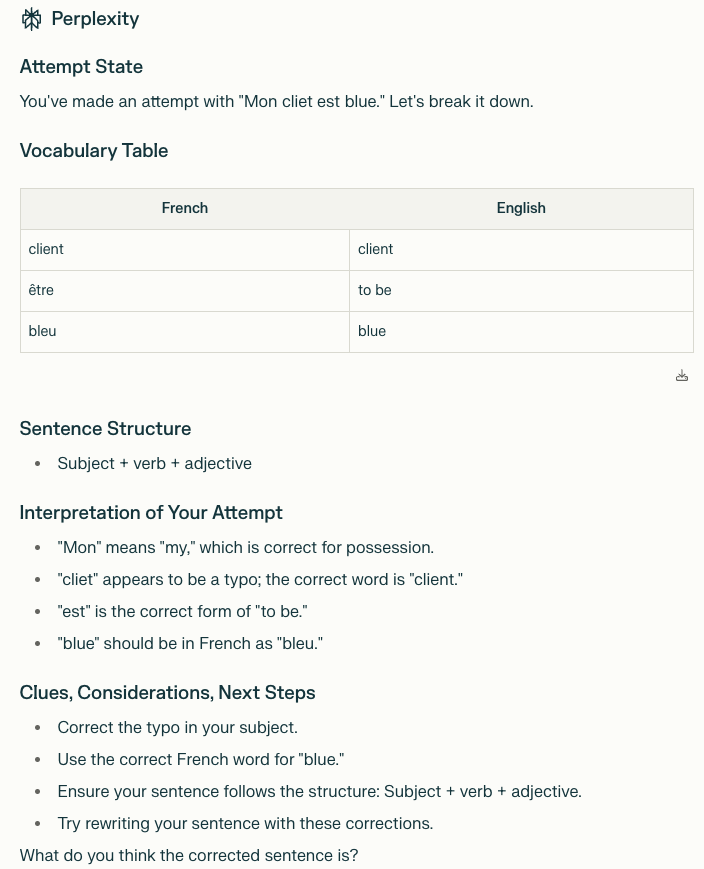 Perplexity
Attempt State
You've made an attempt with "Mon cliet est blue." Let's break it down.
Vocabulary Table
French English
client client
être to be
bleu blue
Sentence Structure
• Subject + verb + adjective
Interpretation of Your Attempt
• "Mon" means "my," which is correct for possession.
• "cliet" appears to be a typo; the correct word is "client."
• "est" is the correct form of "to be."
• "blue" should be in French as "bleu."
Clues, Considerations, Next Steps
• Correct the typo in your subject.
• Use the correct French word for "blue."
• Ensure your sentence follows the structure: Subject + verb + adjective.
• Try rewriting your sentence with these corrections.
What do you think the corrected sentence is?